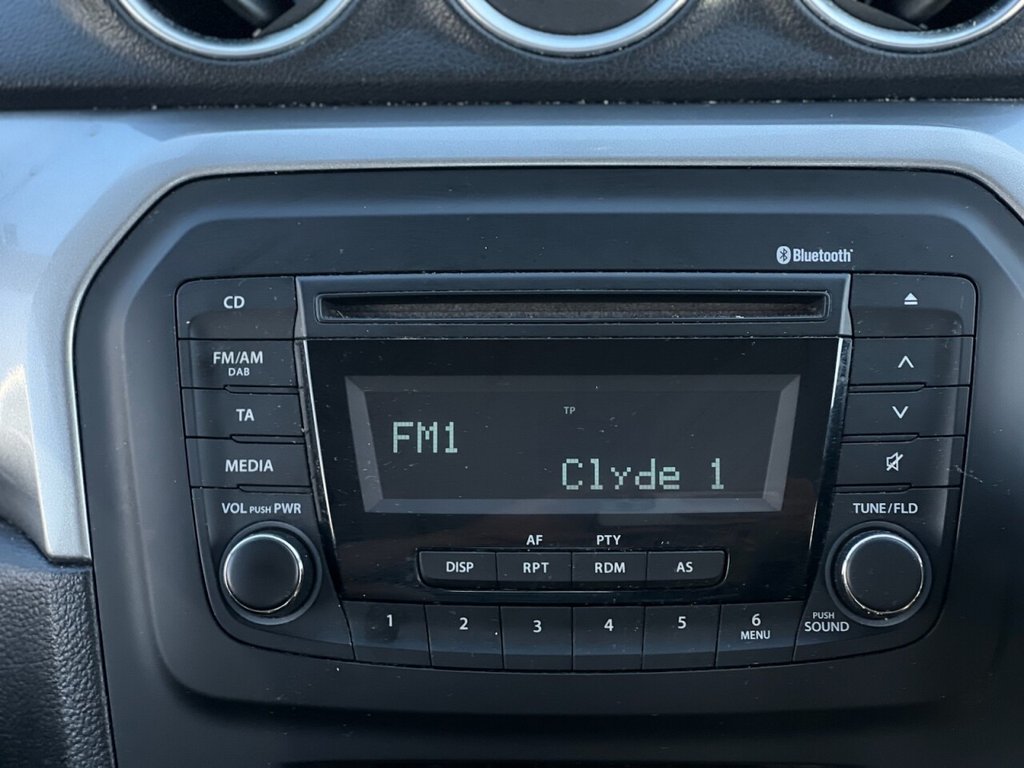 Bluetooth
CD
FM/AM
DAB
TA
MEDIA
VOL PUSH PWR
TP
FM1
Clyde 1
TUNE/FLD
AF PTY
DISP RPT RDM AS
1 2 3 4 5 6
MENU
PUSH
SOUND